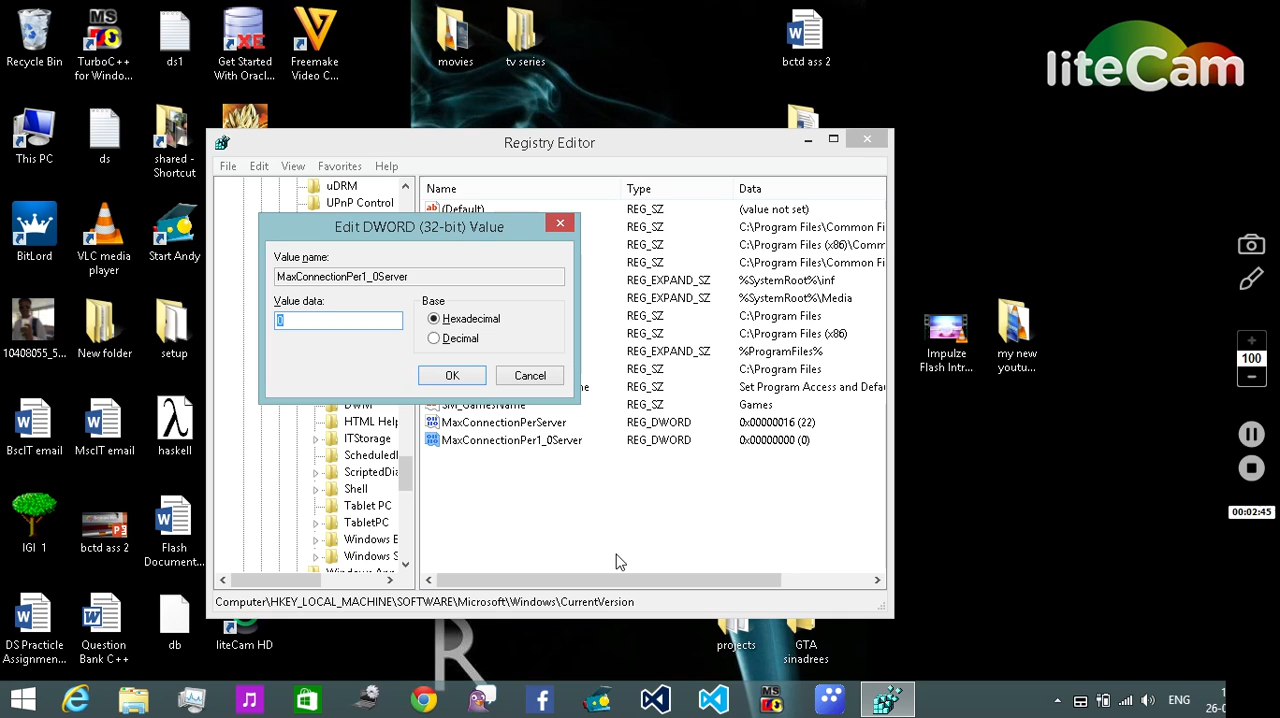 Recycle Bin
TurboC++
for Windo...
ds1
Get Started
With Oracl...
Freemake
Video C...
movies
tv series
bctd ass 2
liteCam
This PC
ds
shared -
Shortcut
BitLord
VLC media
player
Start Andy
10408055_5...
New folder
setup
BscIT email
MscIT email
haskell
IGI 1
bctd ass 2
Flash
Document...
DS Practicle
Assignmen...
Question
Bank C++
db
liteCam HD
Impulze
Flash Intr...
my new
youtu...
projects
GTA
sinadrees
Registry Editor
File Edit View Favorites Help
uDRM
UPnP Control
DWM
HTML Help
ITStorage
Scheduled
ScriptedDia
Shell
Tablet PC
TabletPC
Windows E
Windows S
Name Type Data
(Default) REG_SZ (value not set)
REG_SZ C:\Program Files\Common Fi
REG_SZ C:\Program Files (x86)\Comm
REG_SZ C:\Program Files\Common Fi
REG_EXPAND_SZ %SystemRoot%\inf
REG_EXPAND_SZ %SystemRoot%\Media
REG_SZ C:\Program Files
REG_SZ C:\Program Files (x86)
REG_EXPAND_SZ %ProgramFiles%
REG_SZ C:\Program Files
REG_SZ Set Program Access and Defau
SM_GamesName REG_SZ Games
MaxConnectionPerserver REG_DWORD 0x00000016 (22)
MaxConnectionPer1_0Server REG_DWORD 0x00000000 (0)
Computer\HKEY_LOCAL_MACHINE\SOFTWARE\Microsoft\Windows\CurrentVersion
Edit DWORD (32-bit) Value
Value name:
MaxConnectionPer1_0Server
Value data:
0
Base
Hexadecimal
Decimal
OK
Cancel
100
00:02:45
ENG